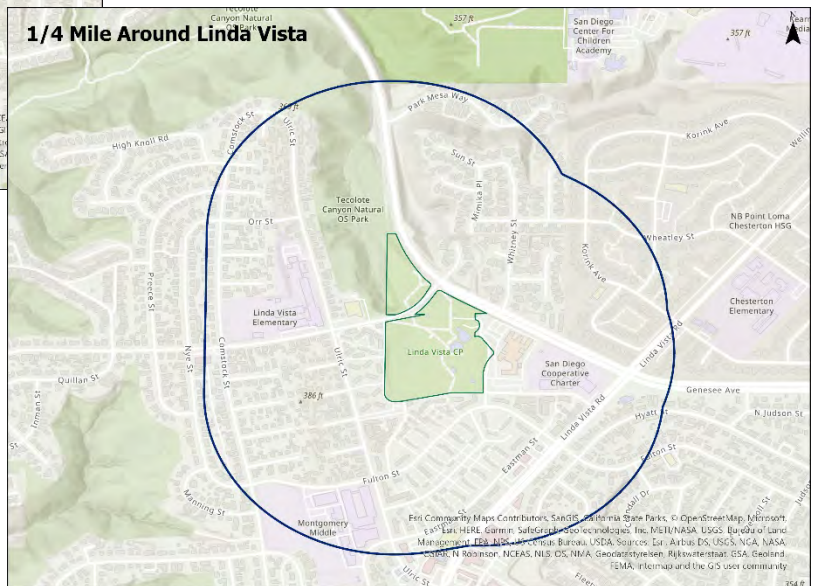 1/4 Mile Around Linda Vista
Tecolote
Canyon Natural
OS Park
357 ft
San Diego
Center For
Children
Academy
357 ft
Park Mesa Way
Comstock St
Ulric St
High Knoll Rd
Korink Ave
Sun St
Mimika Pl
Tecolote
Canyon Natural
OS Park
Whitney St
Orr St
NB Point Loma
Chesterton HSG
Wheatley St
Korink Ave
Preece St
Linda Vista
Elementary
Chesterton
Elementary
Linda Vista Rd
Nye St
Comstock St
Ulric St
Linda Vista CP
San Diego
Cooperative
Charter
Quillan St
Genesee Ave
Inman St
386 ft
Linda Vista Rd
Hyatt St
N Judson St
Eastman St
Fulton St
Fulton St
Manning St
Montgomery
Middle
Ulric St
Esri Community Maps Contributors, SanGIS, California State Parks, © OpenStreetMap, Microsoft,
Esri, HERE, Garmin, SafeGraph, GeoTechnologies, Inc, METI/NASA, USGS, Bureau of Land
Management, EPA, NPS, US Census Bureau, USDA, Sources: Esri, Airbus DS, USGS, NGA, NASA,
CGIAR, N Robinson, NCEAS, NLS, OS, NMA, Geodatastyrelsen, Rijkswaterstaat, GSA, Geoland,
FEMA, Intermap and the GIS user community
354 ft